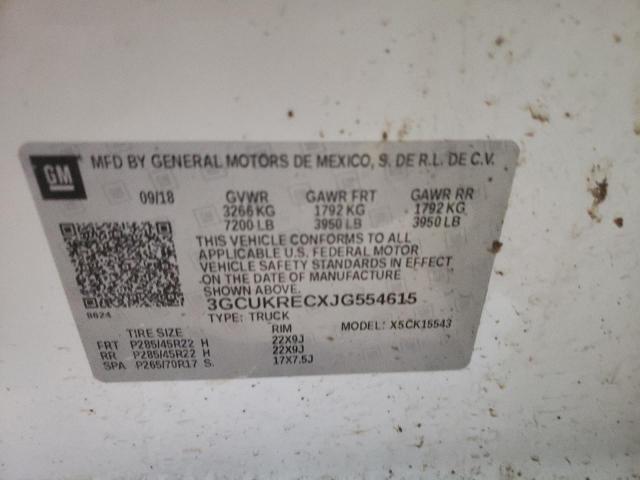 GM
MFD BY GENERAL MOTORS DE MEXICO, S. DE R.L. DE C.V.
09/18 GVWR GAWR FRT GAWR RR
3266 KG 1792 KG 1792 KG
7200 LB 3950 LB 3950 LB
THIS VEHICLE CONFORMS TO ALL
APPLICABLE U.S. FEDERAL MOTOR
VEHICLE SAFETY STANDARDS IN EFFECT
ON THE DATE OF MANUFACTURE
SHOWN ABOVE.
3GCUKRECXJG554615
8624
TYPE: TRUCK MODEL: X5CK15543
TIRE SIZE RIM
FRT P285/45R22 H 22X9J
RR P285/45R22 H 22X9J
SPA P265/70R17 S. 17X7.5J